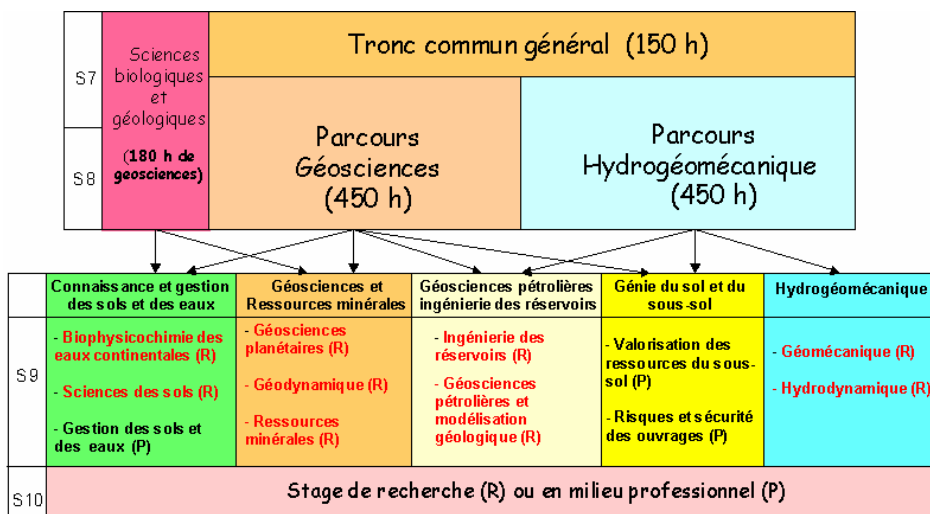 S7
S8
Sciences
biologiques
et
géologiques
(180 h de
geosciences)
Tronc commun général (150 h)
Parcours
Géosciences
(450 h)
Parcours
Hydrogéomécanique
(450 h)
S9
Connaissance et gestion
des sols et des eaux
- Biophysicochimie des
eaux continentales (R)
- Sciences des sols (R)
- Gestion des sols et
des eaux (P)
Géosciences et
Ressources minérales
- Géosciences
planétaires (R)
- Géodynamique (R)
- Ressources
minérales (R)
Géosciences pétrolières
ingénierie des réservoirs
- Ingénierie des
réservoirs (R)
- Géosciences
pétrolières et
modélisation
géologique (R)
Génie du sol et du
sous-sol
- Valorisation des
ressources du sous-
sol (P)
- Risques et sécurité
des ouvrages (P)
Hydrogéomécanique
- Géomécanique (R)
- Hydrodynamique (R)
S10
Stage de recherche (R) ou en milieu professionnel (P)